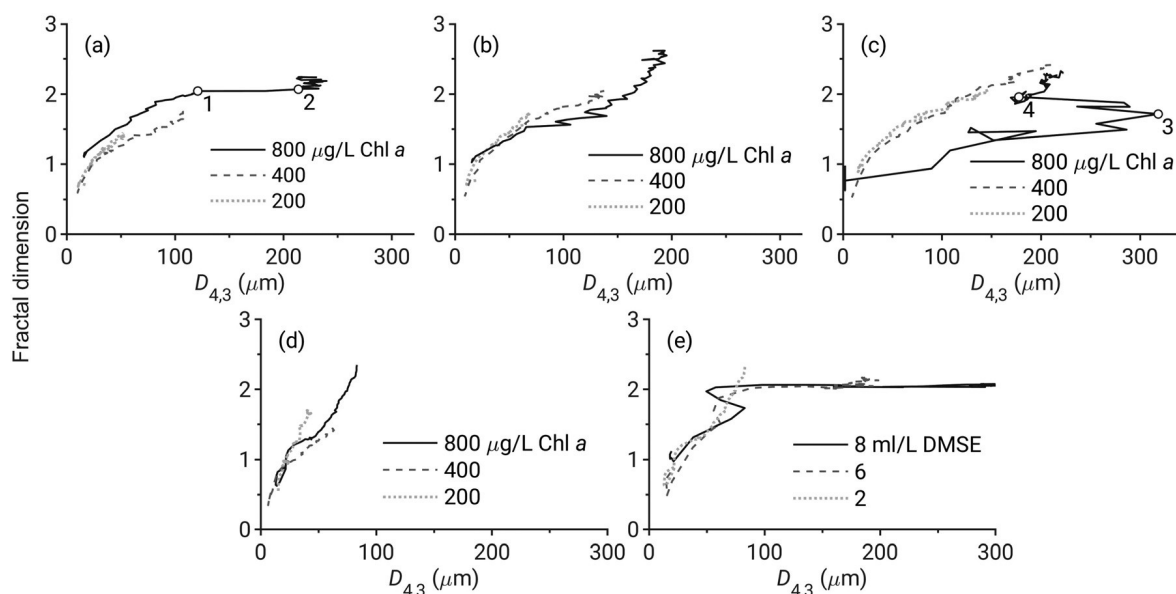 Fractal dimension
(a)
3
2
1
0
1
2
800 μg/L Chl a
400
200
0 100 200 300
D4,3 (μm)
(b)
3
2
1
0
800 μg/L Chl a
400
200
0 100 200 300
D4,3 (μm)
(c)
3
2
1
0
4
3
800 μg/L Chl a
400
200
0 100 200 300
D4,3 (μm)
(d)
3
2
1
0
800 μg/L Chl a
400
200
0 100 200 300
D4,3 (μm)
(e)
3
2
1
0
8 ml/L DMSE
6
2
0 100 200 300
D4,3 (μm)